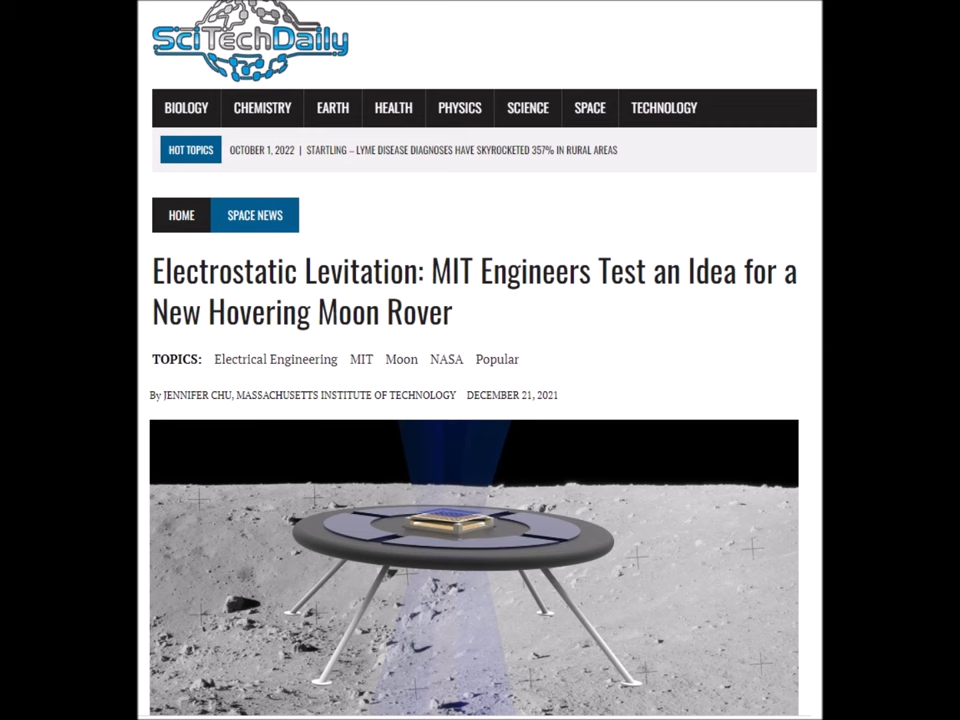 SciTechDaily
BIOLOGY CHEMISTRY EARTH HEALTH PHYSICS SCIENCE SPACE TECHNOLOGY
HOT TOPICS OCTOBER 1, 2022 | STARTLING – LYME DISEASE DIAGNOSES HAVE SKYROCKETED 357% IN RURAL AREAS
HOME SPACE NEWS
Electrostatic Levitation: MIT Engineers Test an Idea for a
New Hovering Moon Rover
TOPICS: Electrical Engineering MIT Moon NASA Popular
By JENNIFER CHU, MASSACHUSETTS INSTITUTE OF TECHNOLOGY DECEMBER 21, 2021